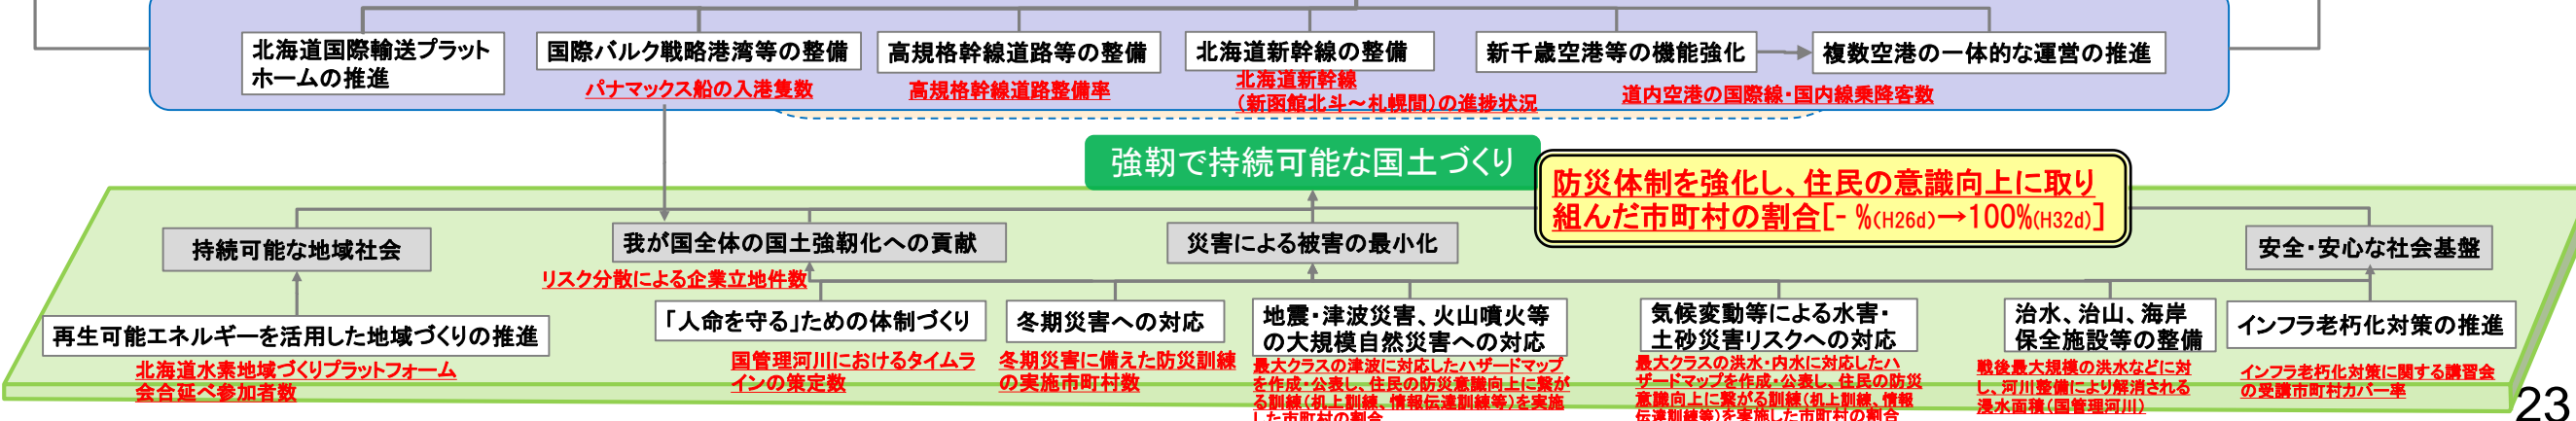 北海道国際輸送プラット
ホームの推進
国際バルク戦略港湾等の整備
パナマックス船の入港隻数
高規格幹線道路等の整備
高規格幹線道路整備率
北海道新幹線の整備
北海道新幹線
(新函館北斗～札幌間)の進捗状況
新千歳空港等の機能強化
複数空港の一体的な運営の推進
道内空港の国際線・国内線乗降客数
強靭で持続可能な国土づくり
防災体制を強化し、住民の意識向上に取り
組んだ市町村の割合[- %(H26d)→100%(H32d)]
持続可能な地域社会
我が国全体の国土強靭化への貢献
リスク分散による企業立地件数
災害による被害の最小化
安全・安心な社会基盤
再生可能エネルギーを活用した地域づくりの推進
北海道水素地域づくりプラットフォーム
会合延べ参加者数
「人命を守る」ための体制づくり
国管理河川におけるタイムラ
インの策定数
冬期災害への対応
冬期災害に備えた防災訓練
の実施市町村数
地震・津波災害、火山噴火等
の大規模自然災害への対応
最大クラスの津波に対応したハザードマップ
を作成・公表し、住民の防災意識向上に繋が
る訓練(机上訓練、情報伝達訓練等)を実施
した市町村の割合
気候変動等による水害・
土砂災害リスクへの対応
最大クラスの洪水・内水に対応したハ
ザードマップを作成・公表し、住民の防災
意識向上に繋がる訓練(机上訓練、情報
伝達訓練等)を実施した市町村の割合
治水、治山、海岸
保全施設等の整備
戦後最大規模の洪水などに対
し、河川整備により解消される
浸水面積(国管理河川)
インフラ老朽化対策の推進
インフラ老朽化対策に関する講習会
の受講市町村カバー率
23